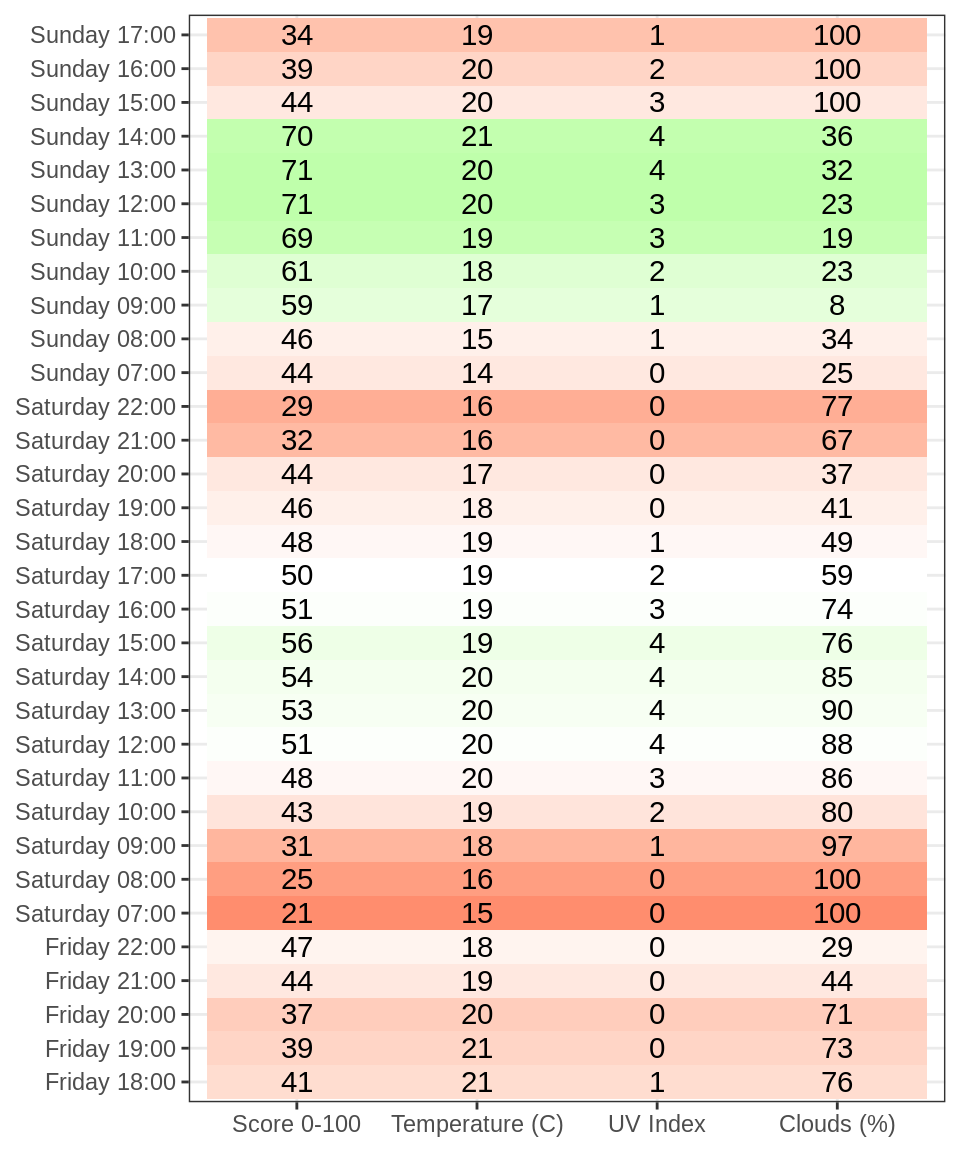 Sunday 17:00 34 19 1 100
Sunday 16:00 39 20 2 100
Sunday 15:00 44 20 3 100
Sunday 14:00 70 21 4 36
Sunday 13:00 71 20 4 32
Sunday 12:00 71 20 3 23
Sunday 11:00 69 19 3 19
Sunday 10:00 61 18 2 23
Sunday 09:00 59 17 1 8
Sunday 08:00 46 15 1 34
Sunday 07:00 44 14 0 25
Saturday 22:00 29 16 0 77
Saturday 21:00 32 16 0 67
Saturday 20:00 44 17 0 37
Saturday 19:00 46 18 0 41
Saturday 18:00 48 19 1 49
Saturday 17:00 50 19 2 59
Saturday 16:00 51 19 3 74
Saturday 15:00 56 19 4 76
Saturday 14:00 54 20 4 85
Saturday 13:00 53 20 4 90
Saturday 12:00 51 20 4 88
Saturday 11:00 48 20 3 86
Saturday 10:00 43 19 2 80
Saturday 09:00 31 18 1 97
Saturday 08:00 25 16 0 100
Saturday 07:00 21 15 0 100
Friday 22:00 47 18 0 29
Friday 21:00 44 19 0 44
Friday 20:00 37 20 0 71
Friday 19:00 39 21 0 73
Friday 18:00 41 21 1 76
Score 0-100 Temperature (C) UV Index Clouds (%)